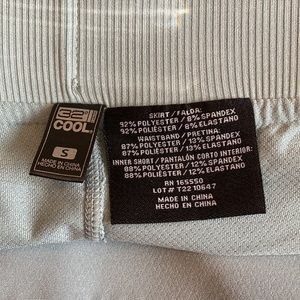 32
COOL
S
MADE IN CHINA
HECHO EN CHINA
SKIRT / FALDA:
92% POLYESTER / 8% SPANDEX
92% POLIÉSTER / 8% ELASTANO
WAISTBAND / PRETINA:
87% POLYESTER / 13% SPANDEX
87% POLIÉSTER / 13% ELASTANO
INNER SHORT / PANTALÓN CORTO INTERIOR:
88% POLYESTER / 12% SPANDEX
88% POLIÉSTER / 12% ELASTANO
RN 165550
LOT# T2210647
MADE IN CHINA
HECHO EN CHINA